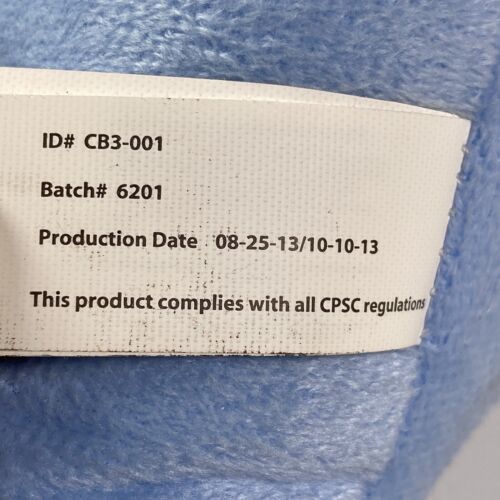 ID# CB3-001
Batch# 6201
Production Date 08-25-13/10-10-13
This product complies with all CPSC regulations